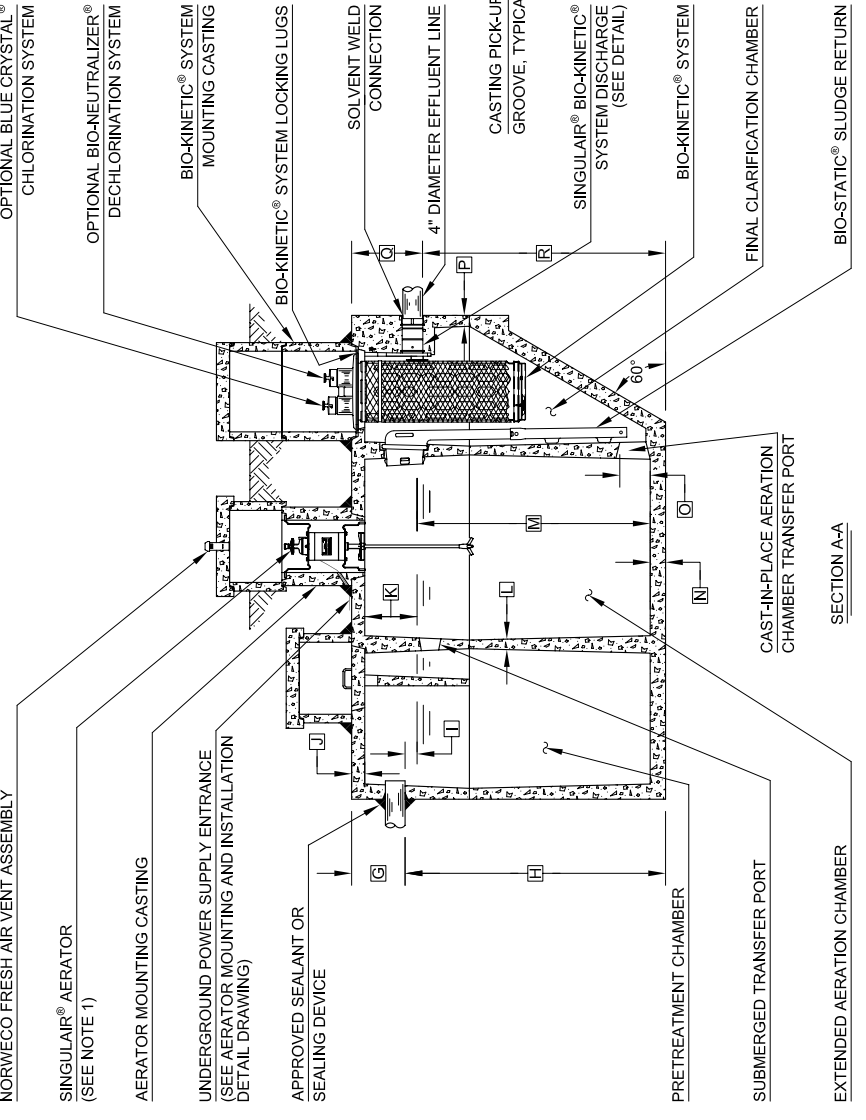 OPTIONAL BLUE CRYSTAL®
CHLORINATION SYSTEM
OPTIONAL BIO-NEUTRALIZER®
DECHLORINATION SYSTEM
BIO-KINETIC® SYSTEM
MOUNTING CASTING
BIO-KINETIC® SYSTEM LOCKING LUGS
SOLVENT WELD
CONNECTION
4" DIAMETER EFFLUENT LINE
CASTING PICK-UP
GROOVE, TYPICA
SINGULAIR® BIO-KINETIC®
SYSTEM DISCHARGE
(SEE DETAIL)
BIO-KINETIC® SYSTEM
FINAL CLARIFICATION CHAMBER
BIO-STATIC® SLUDGE RETURN
NORWECO FRESH AIR VENT ASSEMBLY
SINGULAIR® AERATOR
(SEE NOTE 1)
AERATOR MOUNTING CASTING
UNDERGROUND POWER SUPPLY ENTRANCE
(SEE AERATOR MOUNTING AND INSTALLATION
DETAIL DRAWING)
APPROVED SEALANT OR
SEALING DEVICE
PRETREATMENT CHAMBER
SUBMERGED TRANSFER PORT
EXTENDED AERATION CHAMBER
CAST-IN-PLACE AERATION
CHAMBER TRANSFER PORT
SECTION A-A
G
H
I
J
K
L
M
N
O
P
Q
R
60°